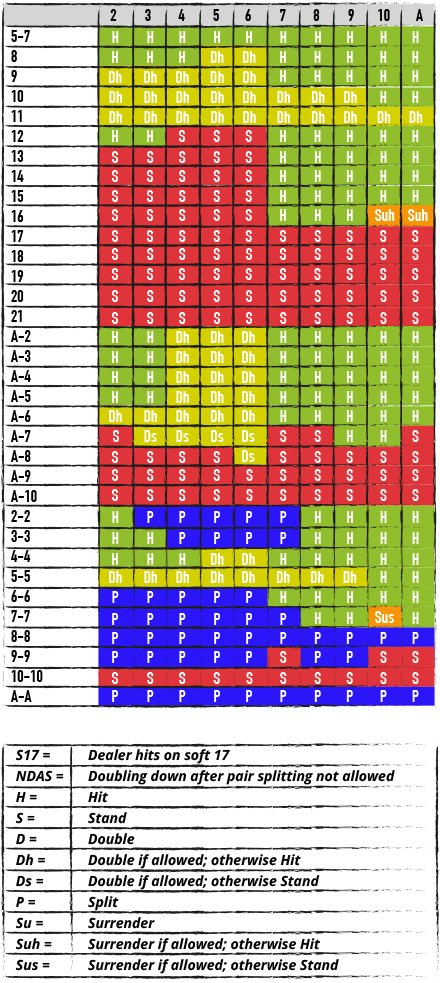 2 3 4 5 6 7 8 9 10 A
5-7 H H H H H H H H H H
8 H H H Dh Dh H H H H H
9 Dh Dh Dh Dh Dh H H H H H
10 Dh Dh Dh Dh Dh Dh Dh Dh H H
11 Dh Dh Dh Dh Dh Dh Dh Dh Dh Dh
12 H H S S S H H H H H
13 S S S S S H H H H H
14 S S S S S H H H H H
15 S S S S S H H H H H
16 S S S S S H H H Suh Suh
17 S S S S S S S S S S
18 S S S S S S S S S S
19 S S S S S S S S S S
20 S S S S S S S S S S
21 S S S S S S S S S S
A-2 H H Dh Dh Dh H H H H H
A-3 H H Dh Dh Dh H H H H H
A-4 H H Dh Dh Dh H H H H H
A-5 H H Dh Dh Dh H H H H H
A-6 Dh Dh Dh Dh Dh H H H H H
A-7 S Ds Ds Ds Ds S S H H S
A-8 S S S S Ds S S S S S
A-9 S S S S S S S S S S
A-10 S S S S S S S S S S
2-2 H P P P P P H H H H
3-3 H H P P P P H H H H
4-4 H H H Dh Dh H H H H H
5-5 Dh Dh Dh Dh Dh Dh Dh Dh H H
6-6 P P P P P H H H H H
7-7 P P P P P P H H Sus H
8-8 P P P P P P P P P P
9-9 P P P P P S P P S S
10-10 S S S S S S S S S S
A-A P P P P P P P P P P
S17 = Dealer hits on soft 17
NDAS = Doubling down after pair splitting not allowed
H = Hit
S = Stand
D = Double
Dh = Double if allowed; otherwise Hit
Ds = Double if allowed; otherwise Stand
P = Split
Su = Surrender
Suh = Surrender if allowed; otherwise Hit
Sus = Surrender if allowed; otherwise Stand